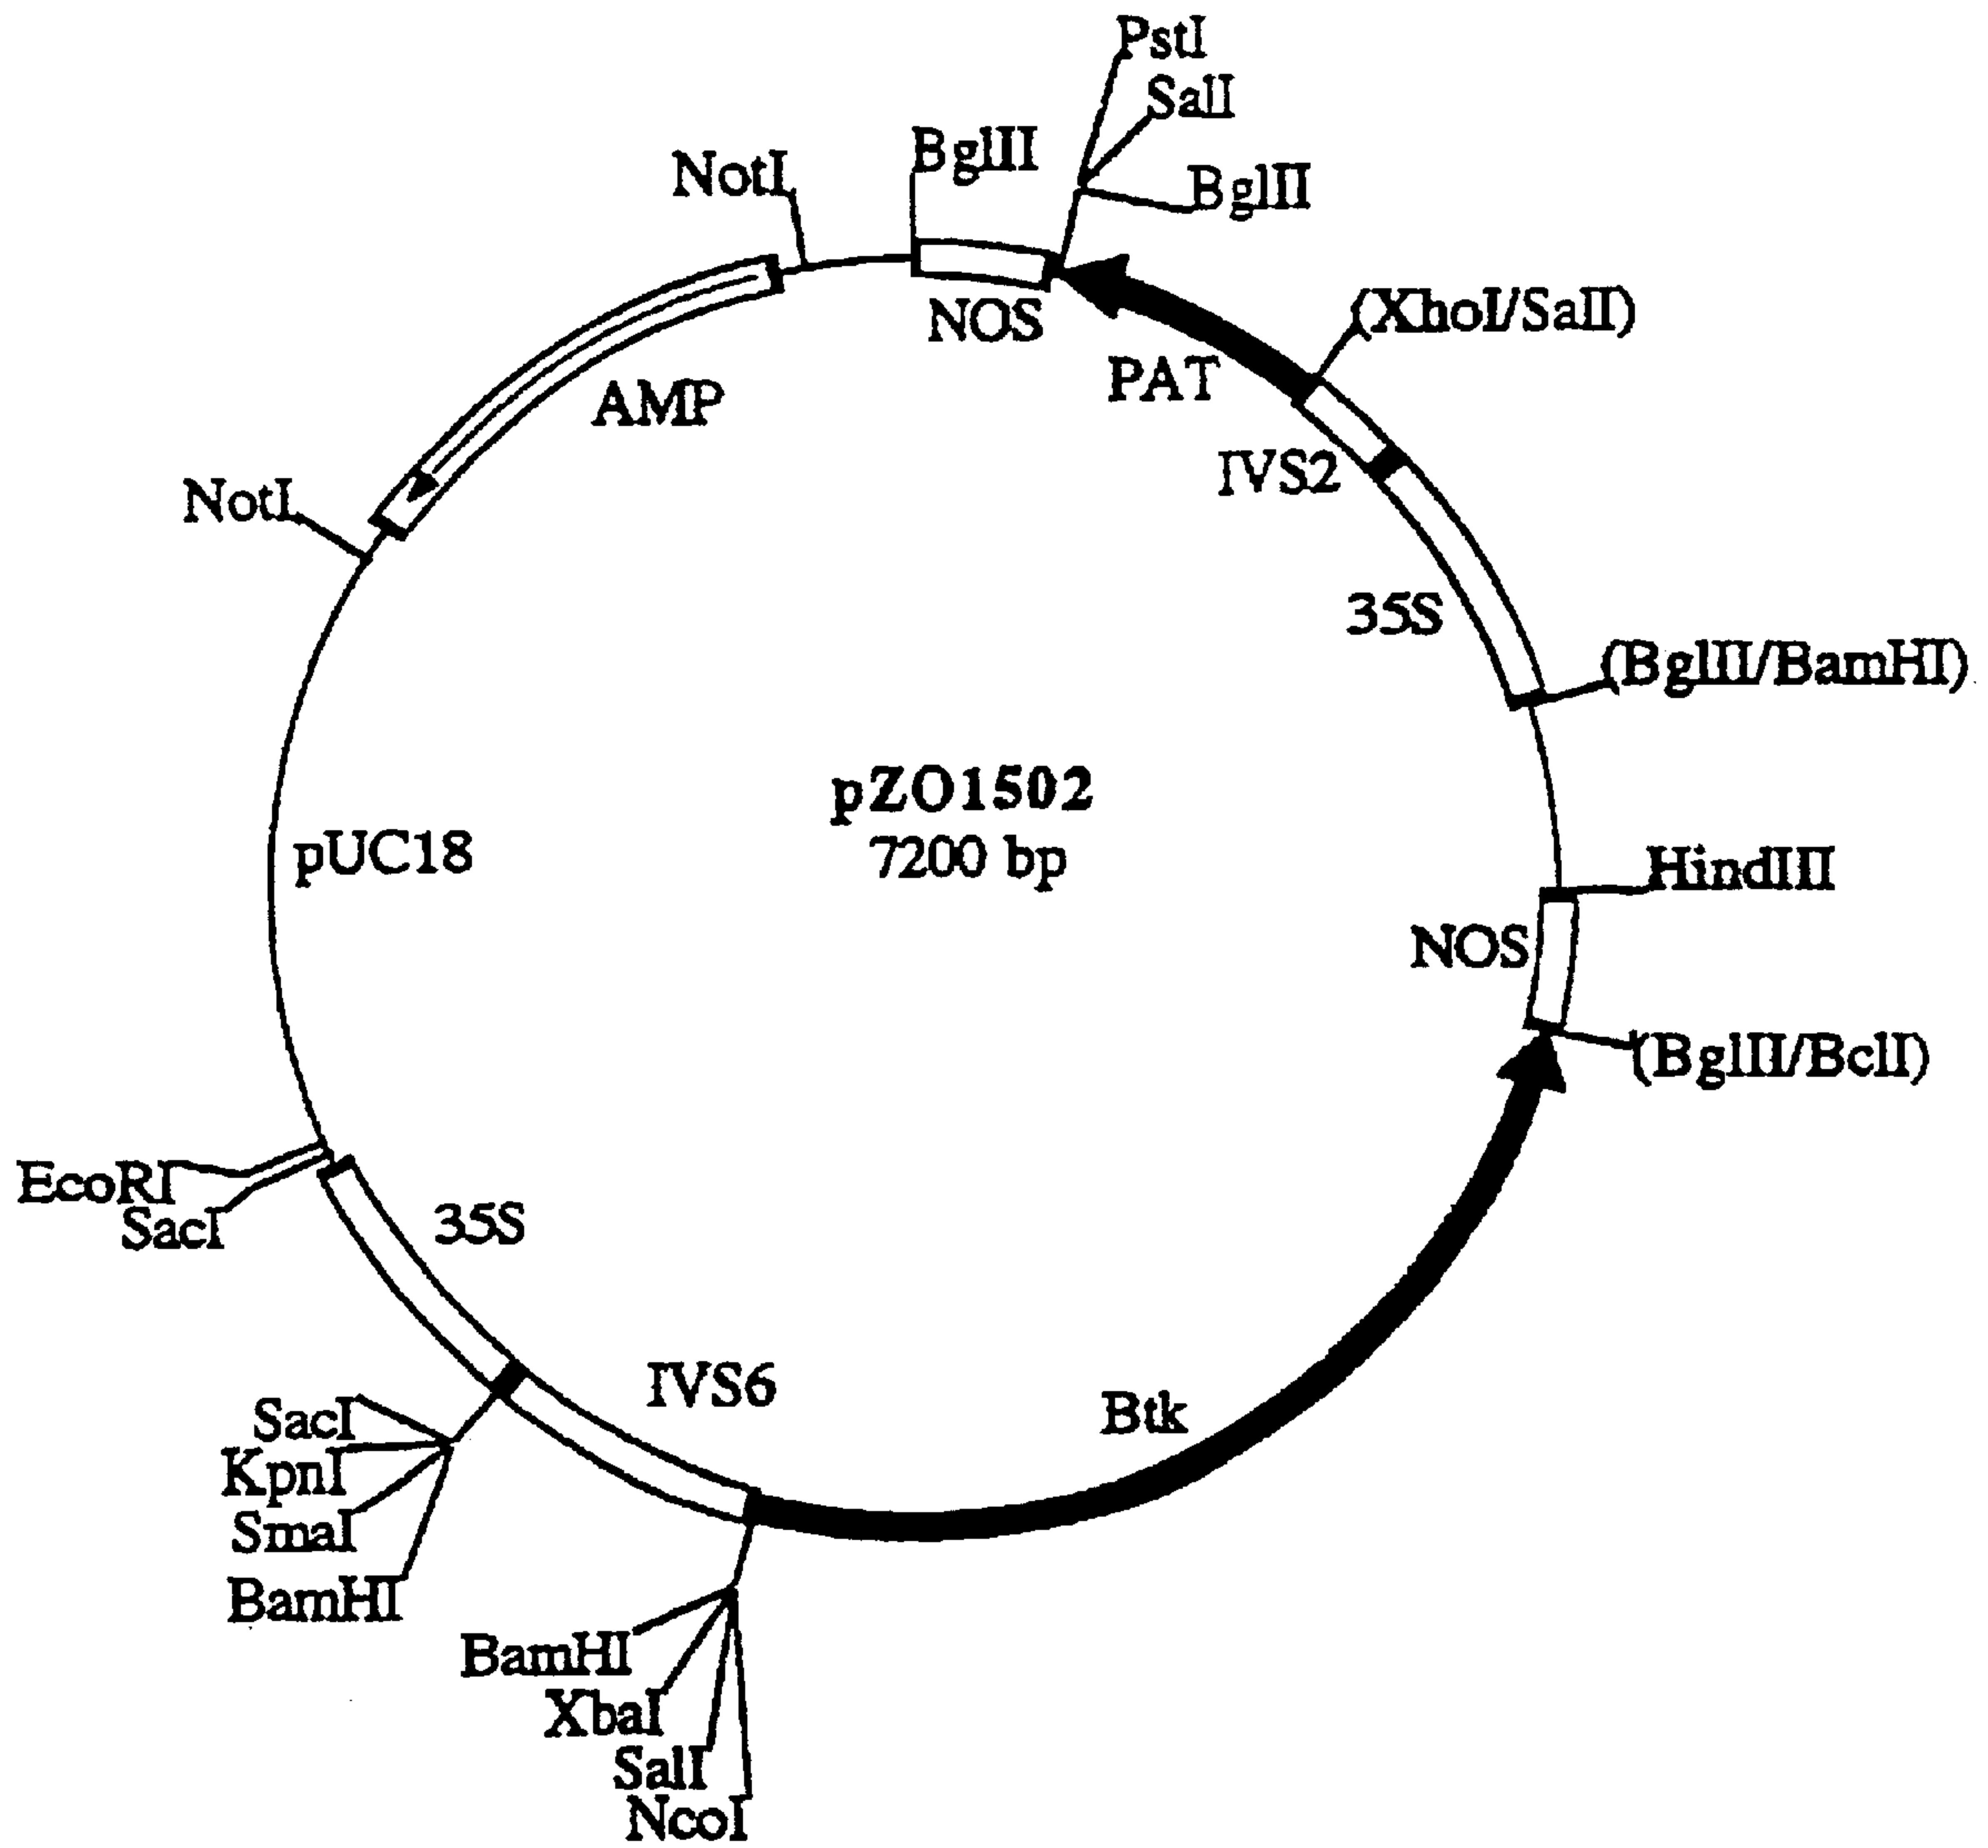 PstI
SalI
BglII
NotI
BglII
NOS
(XhoI/SalI)
PAT
AMP
IVS2
NotI
35S
(BglII/BamHI)
pZO1502
7200 bp
pUC18
HindIII
NOS
(BglII/BclI)
EcoRI
SacI
35S
IVS6
Btk
SacI
KpnI
SmaI
BamHI
BamHI
XbaI
SalI
NcoI